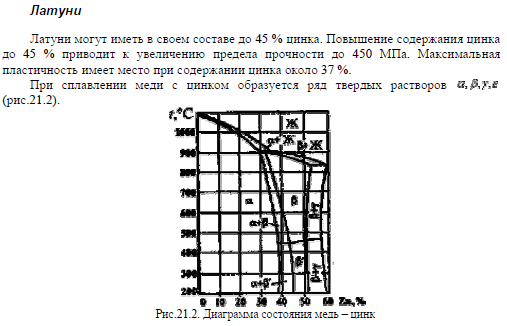 Латуни
Латуни могут иметь в своем составе до 45 % цинка. Повышение содержания цинка
до 45 % приводит к увеличению предела прочности до 450 МПа. Максимальная
пластичность имеет место при содержании цинка около 37 %.
При сплавлении меди с цинком образуется ряд твердых растворов α, β, γ, ε
(рис.21.2).
t,°C
Ж
1000
α+Ж
β+Ж
900
800
700
α
β
600
500
α+β
β+γ
400
300
α+β'
β'
β'+γ
200
0 10 20 30 40 50 60 Zn, %
Рис.21.2. Диаграмма состояния медь – цинк